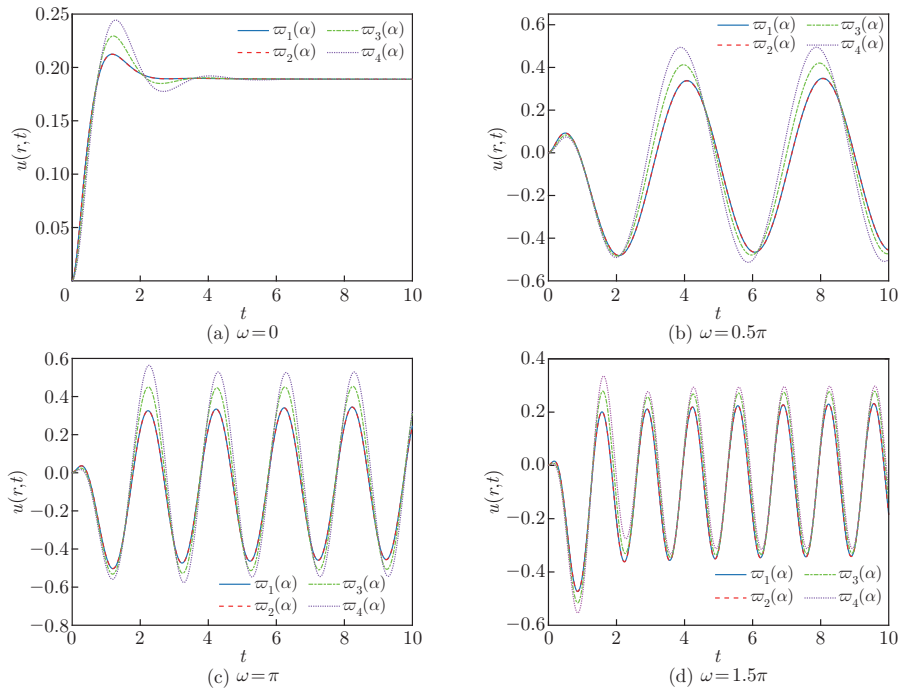 0.25
0.20
0.15
0.10
0.05
0
u(r,t)
ϖ₁(α) ϖ₃(α)
ϖ₂(α) ϖ₄(α)
2 4 6 8 10
t
(a) ω=0
0.6
0.4
0.2
0.0
−0.2
−0.4
−0.6
u(r,t)
ϖ₁(α) ϖ₃(α)
ϖ₂(α) ϖ₄(α)
0 2 4 6 8 10
t
(b) ω=0.5π
0.6
0.4
0.2
0.0
−0.2
−0.4
−0.6
−0.8
u(r,t)
ϖ₁(α) ϖ₃(α)
ϖ₂(α) ϖ₄(α)
0 2 4 6 8 10
t
(c) ω=π
0.4
0.2
0.0
−0.2
−0.4
−0.6
u(r,t)
ϖ₁(α) ϖ₃(α)
ϖ₂(α) ϖ₄(α)
0 2 4 6 8 10
t
(d) ω=1.5π